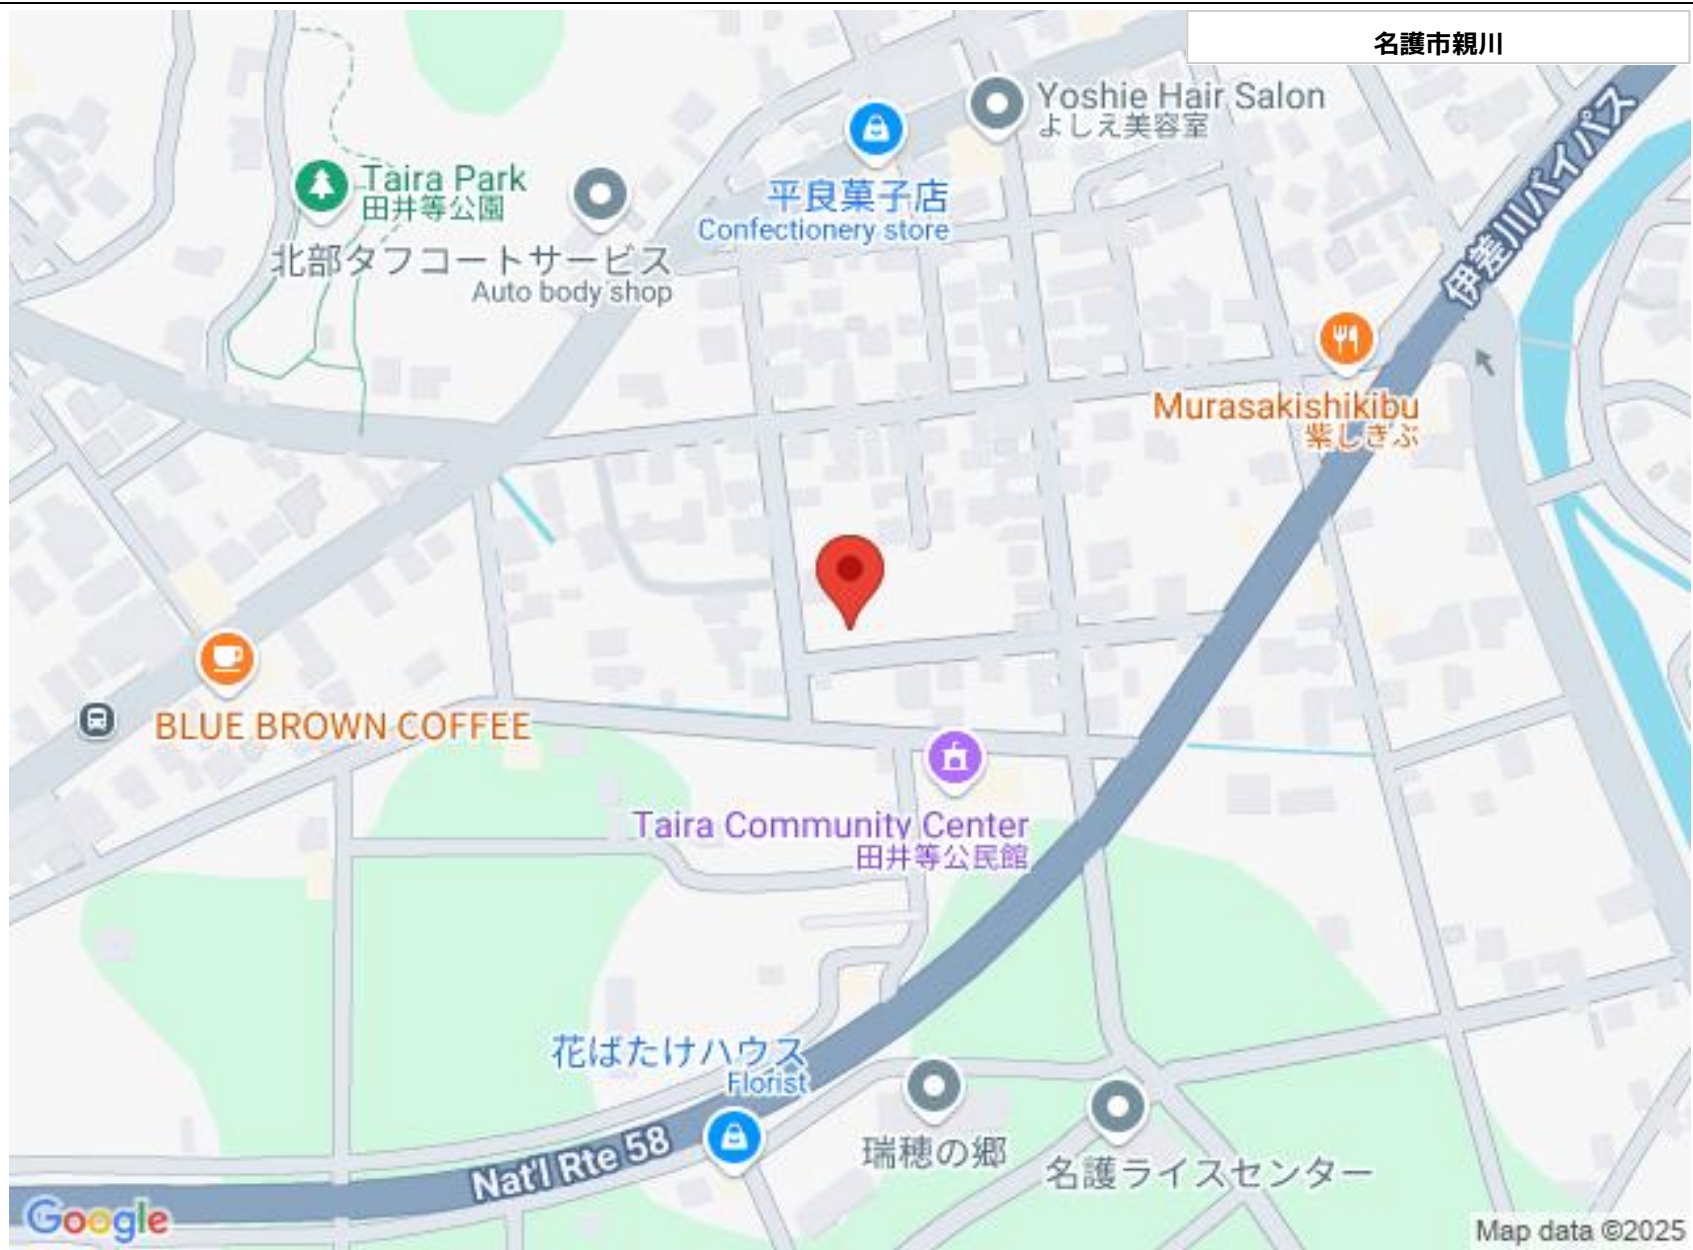 名護市親川
Yoshie Hair Salon
よしえ美容室
Taira Park
田井等公園
平良菓子店
Confectionery store
北部タフコートサービス
Auto body shop
伊差川バイパス
Murasakishikibu
紫しきぶ
BLUE BROWN COFFEE
Taira Community Center
田井等公民館
花ばたけハウス
Florist
瑞穂の郷
名護ライスセンター
Nat'l Rte 58
Google
Map data ©2025